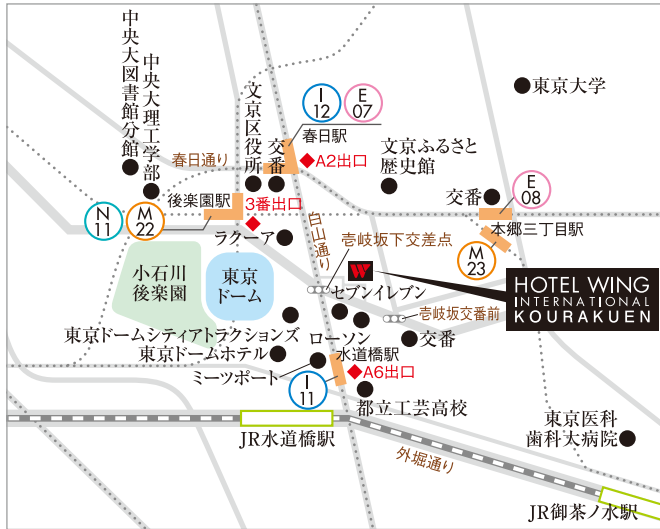 中央大図書館分館
中央大理工学部
文京区役所
交番
I
12
E
07
春日駅
A2出口
文京ふるさと
歴史館
東京大学
春日通り
後楽園駅
3番出口
N
11
M
22
ラクーア
白山通り
壱岐坂下交差点
交番
E
08
本郷三丁目駅
M
23
小石川
後楽園
東京
ドーム
W
セブンイレブン
HOTEL WING
INTERNATIONAL
KOURAKUEN
壱岐坂交番前
東京ドームシティアトラクションズ
ローソン
交番
東京ドームホテル
水道橋駅
ミーツポート
A6出口
I
11
都立工芸高校
JR水道橋駅
外堀通り
東京医科
歯科大病院
JR御茶ノ水駅